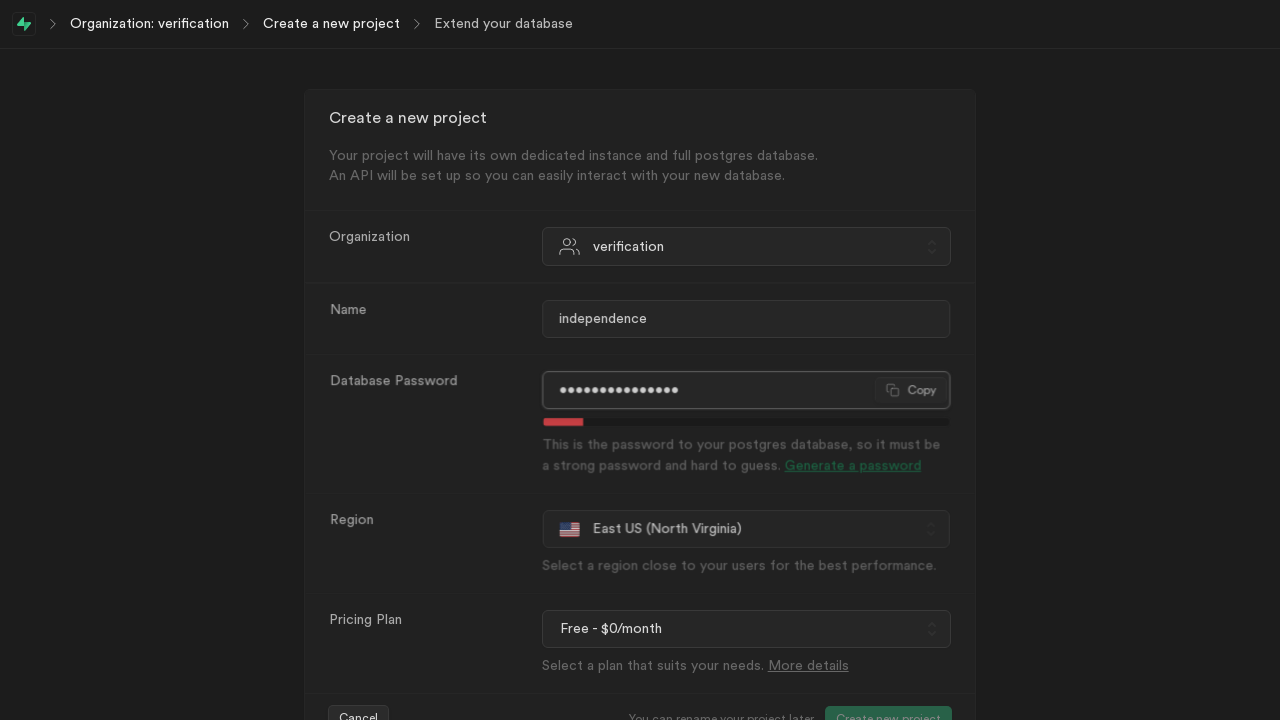 Organization: verification
Create a new project
Extend your database
Create a new project
Your project will have its own dedicated instance and full postgres database.
An API will be set up so you can easily interact with your new database.
Organization
verification
Name
independence
Database Password
•••••••••••••••
Copy
This is the password to your postgres database, so it must be
a strong password and hard to guess. Generate a password
Region
East US (North Virginia)
Select a region close to your users for the best performance.
Pricing Plan
Free - $0/month
Select a plan that suits your needs. More details
Cancel
You can rename your project later
Create new project